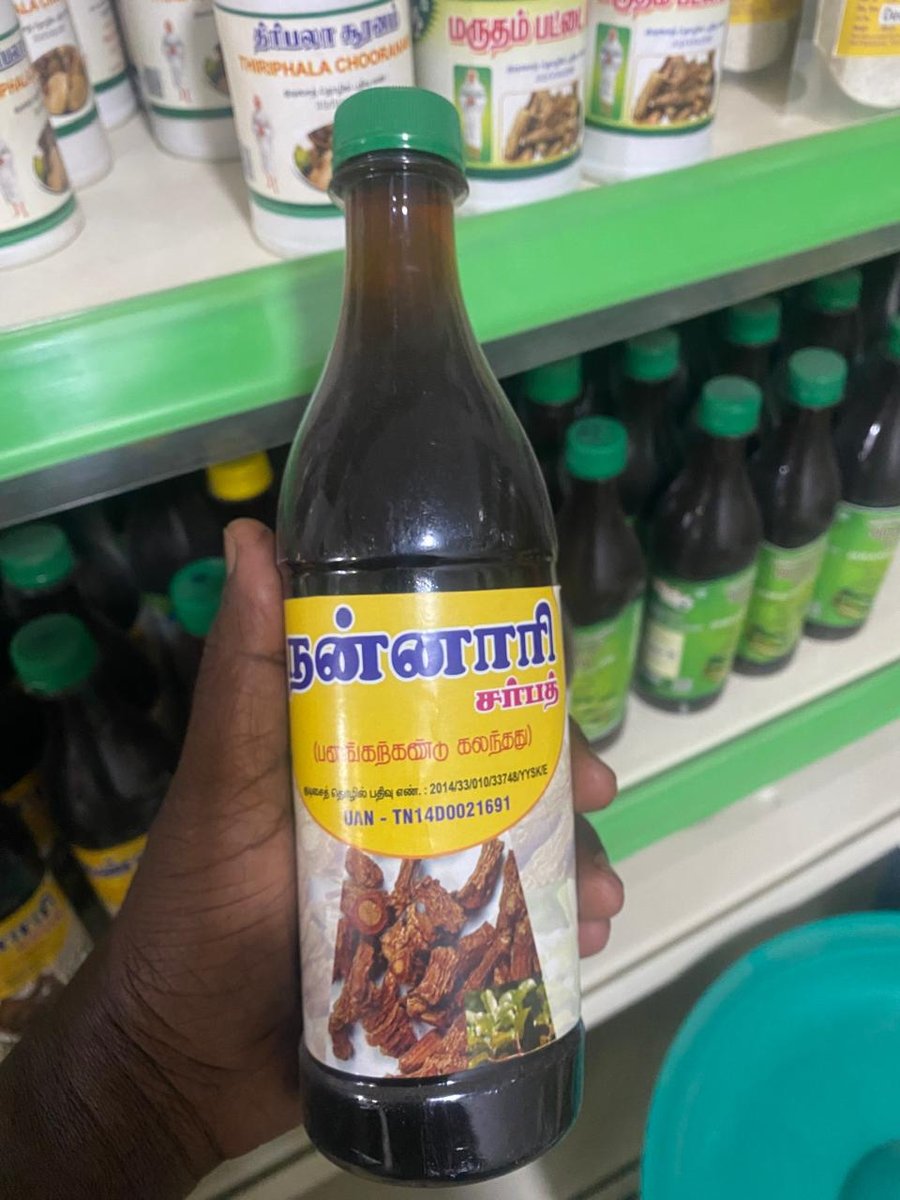 திரிபலா சூரணம்
THIRIPHALA CHOORANAM
மருதம் பட்டை
நன்னாரி
சர்பத்
(பனங்கற்கண்டு கலந்தது)
குடிசைத் தொழில் பதிவு எண். : 2014/33/010/33748/YYSK/E
UAN - TN14D0021691